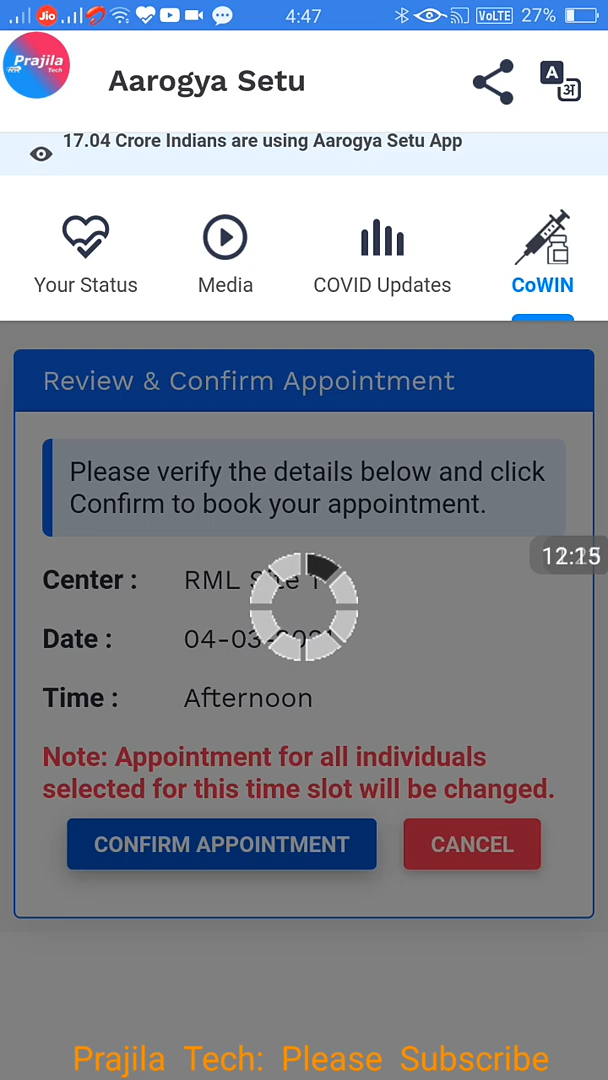 Jio
4:47
VoLTE
27%
Prajila
Tech
Aarogya Setu
A
अ
17.04 Crore Indians are using Aarogya Setu App
Your Status
Media
COVID Updates
CoWIN
Review & Confirm Appointment
Please verify the details below and click
Confirm to book your appointment.
12:15
Center :
RML Site 1
Date :
04-03-2021
Time :
Afternoon
Note: Appointment for all individuals
selected for this time slot will be changed.
CONFIRM APPOINTMENT
CANCEL
Prajila Tech: Please Subscribe